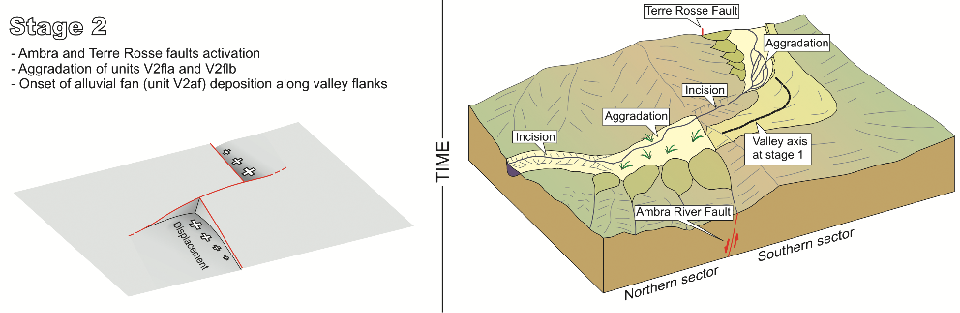 Stage 2
- Ambra and Terre Rosse faults activation
- Aggradation of units V2fla and V2flb
- Onset of alluvial fan (unit V2af) deposition along valley flanks
Displacement
TIME
Terre Rosse Fault
Aggradation
Incision
Aggradation
Incision
Valley axis
at stage 1
Ambra River Fault
Southern sector
Northern sector